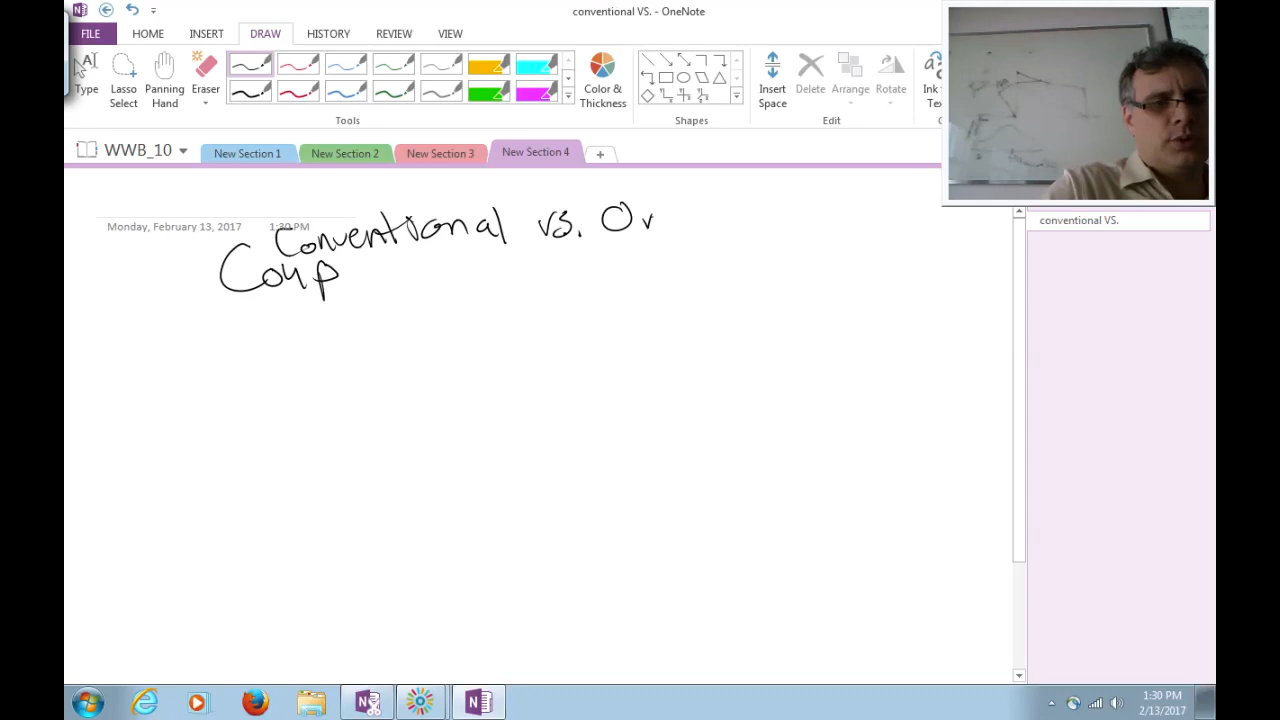 conventional VS. - OneNote
FILE HOME INSERT DRAW HISTORY REVIEW VIEW
Type
Lasso Select
Panning Hand
Eraser
Color & Thickness
Insert Space
Delete
Arrange
Rotate
Ink to
Tools
Shapes
Edit
WWB_10
New Section 1
New Section 2
New Section 3
New Section 4
conventional VS.
Monday, February 13, 2017 1:30 PM
Conventional vs. Or
Coup
1:30 PM
2/13/2017